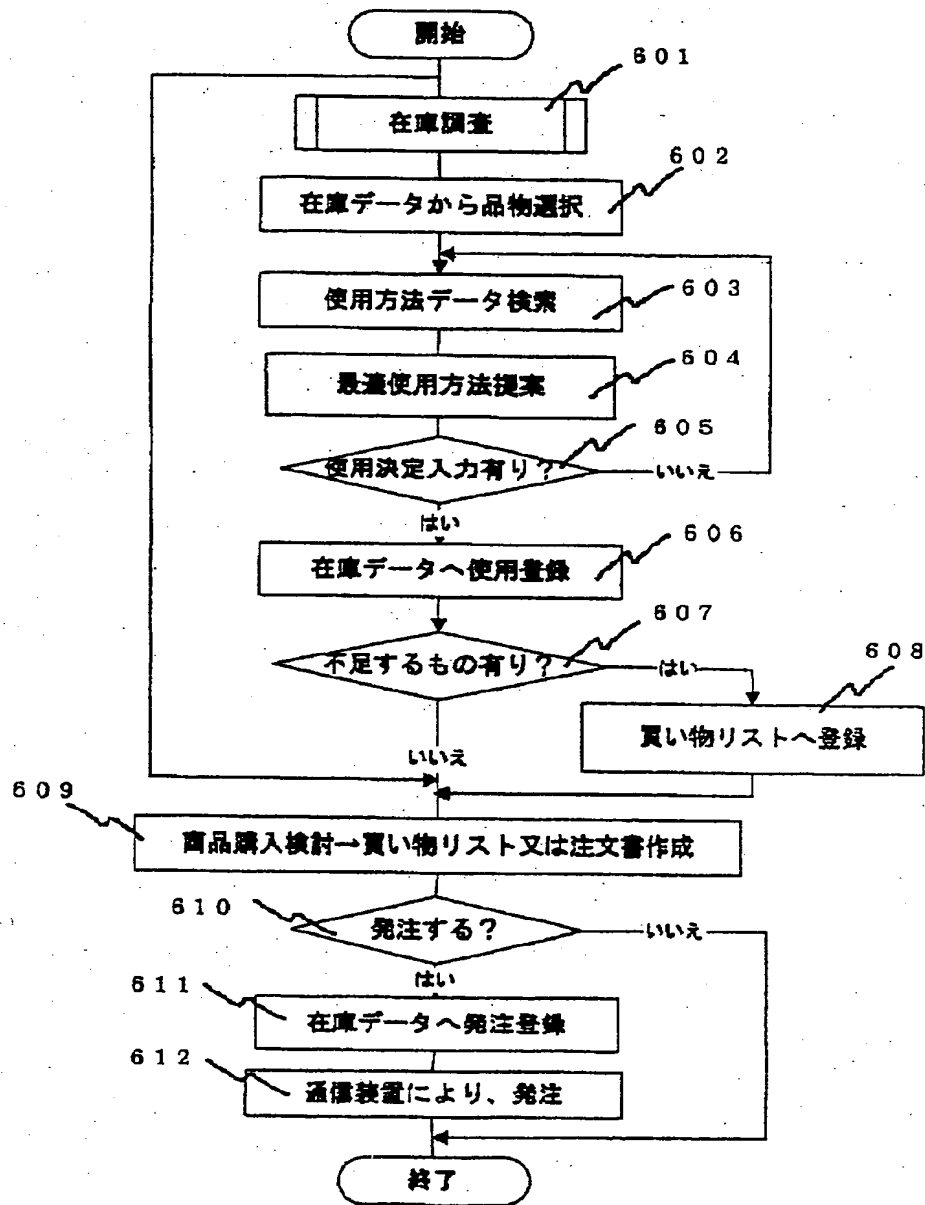 開始
601
在庫調査
602
在庫データから品物選択
603
使用方法データ検索
604
最適使用方法提案
605
使用決定入力有り?
いいえ
はい
606
在庫データへ使用登録
607
不足するもの有り?
はい
608
買い物リストへ登録
いいえ
609
商品購入検討→買い物リスト又は注文書作成
610
発注する?
いいえ
はい
611
在庫データへ発注登録
612
通信装置により、発注
終了